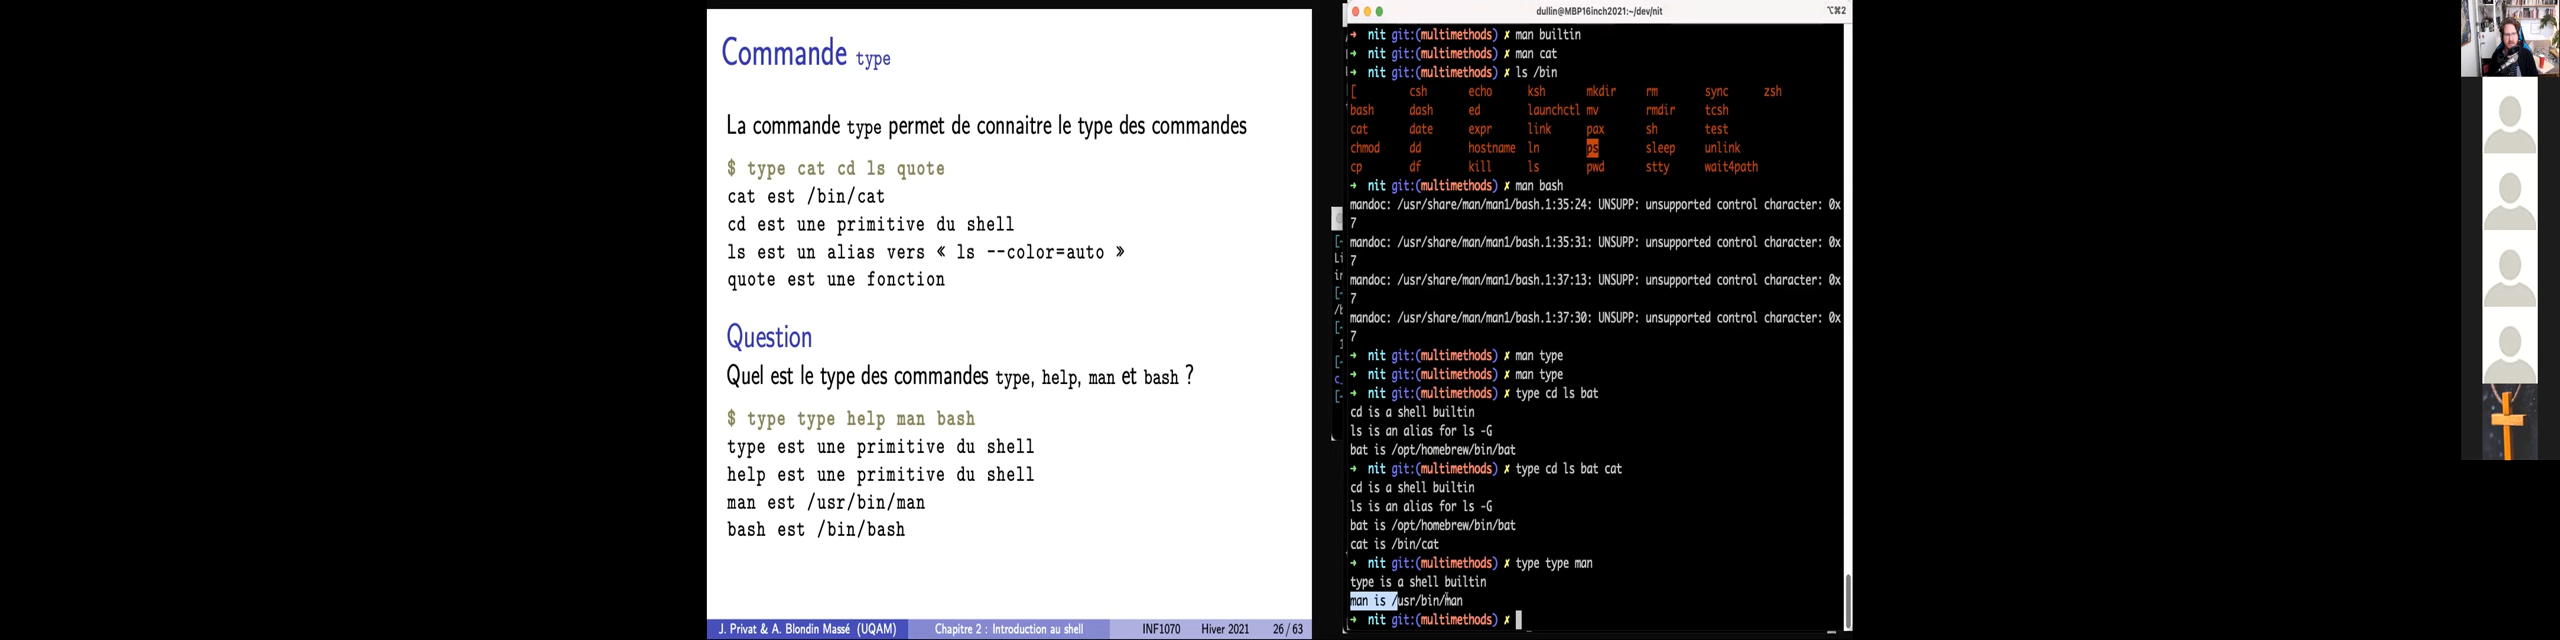 Commande type
La commande type permet de connaitre le type des commandes
$ type cat cd ls quote
cat est /bin/cat
cd est une primitive du shell
ls est un alias vers « ls --color=auto »
quote est une fonction
Question
Quel est le type des commandes type, help, man et bash ?
$ type type help man bash
type est une primitive du shell
help est une primitive du shell
man est /usr/bin/man
bash est /bin/bash
J. Privat & A. Blondin Massé (UQAM) Chapitre 2 : Introduction au shell INF1070 Hiver 2021 26 / 63
dullin@MBP16inch2021:~/dev/nit ⌥⌘2
➜ nit git:(multimethods) ✗ man builtin
➜ nit git:(multimethods) ✗ man cat
➜ nit git:(multimethods) ✗ ls /bin
[ csh echo ksh mkdir rm sync zsh
bash dash ed launchctl mv rmdir tcsh
cat date expr link pax sh test
chmod dd hostname ln ps sleep unlink
cp df kill ls pwd stty wait4path
➜ nit git:(multimethods) ✗ man bash
mandoc: /usr/share/man/man1/bash.1:35:24: UNSUPP: unsupported control character: 0x
7
mandoc: /usr/share/man/man1/bash.1:35:31: UNSUPP: unsupported control character: 0x
7
mandoc: /usr/share/man/man1/bash.1:37:13: UNSUPP: unsupported control character: 0x
7
mandoc: /usr/share/man/man1/bash.1:37:30: UNSUPP: unsupported control character: 0x
7
➜ nit git:(multimethods) ✗ man type
➜ nit git:(multimethods) ✗ man type
➜ nit git:(multimethods) ✗ type cd ls bat
cd is a shell builtin
ls is an alias for ls -G
bat is /opt/homebrew/bin/bat
➜ nit git:(multimethods) ✗ type cd ls bat cat
cd is a shell builtin
ls is an alias for ls -G
bat is /opt/homebrew/bin/bat
cat is /bin/cat
➜ nit git:(multimethods) ✗ type type man
type is a shell builtin
man is /usr/bin/man
➜ nit git:(multimethods) ✗